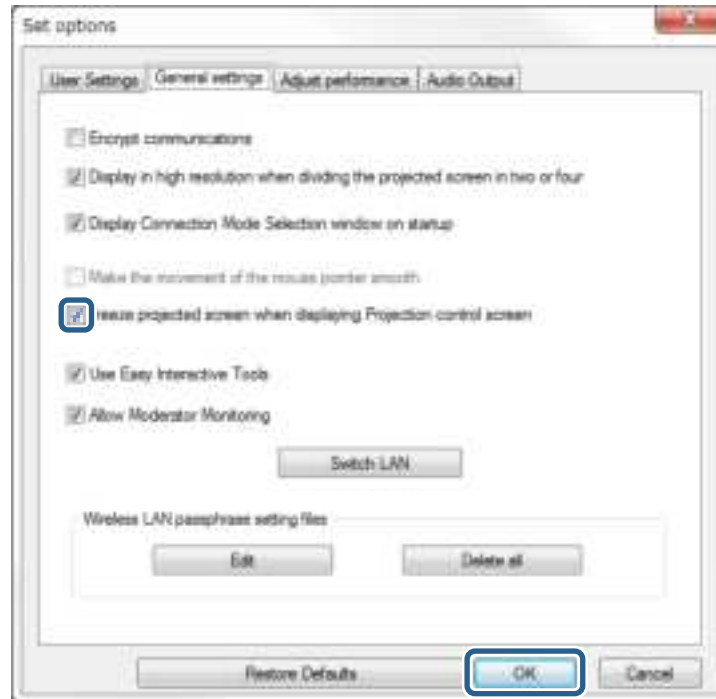 Set options
User Settings General settings Adjust performance Audio Output
Encrypt communications
Display in high resolution when dividing the projected screen in two or four
Display Connection Mode Selection window on startup
Make the movement of the mouse pointer smooth
reeze projected screen when displaying Projection control screen
Use Easy Interactive Tools
Allow Moderator Monitoring
Switch LAN
Wireless LAN passphrase setting files
Edit Delete all
Restore Defaults OK Cancel